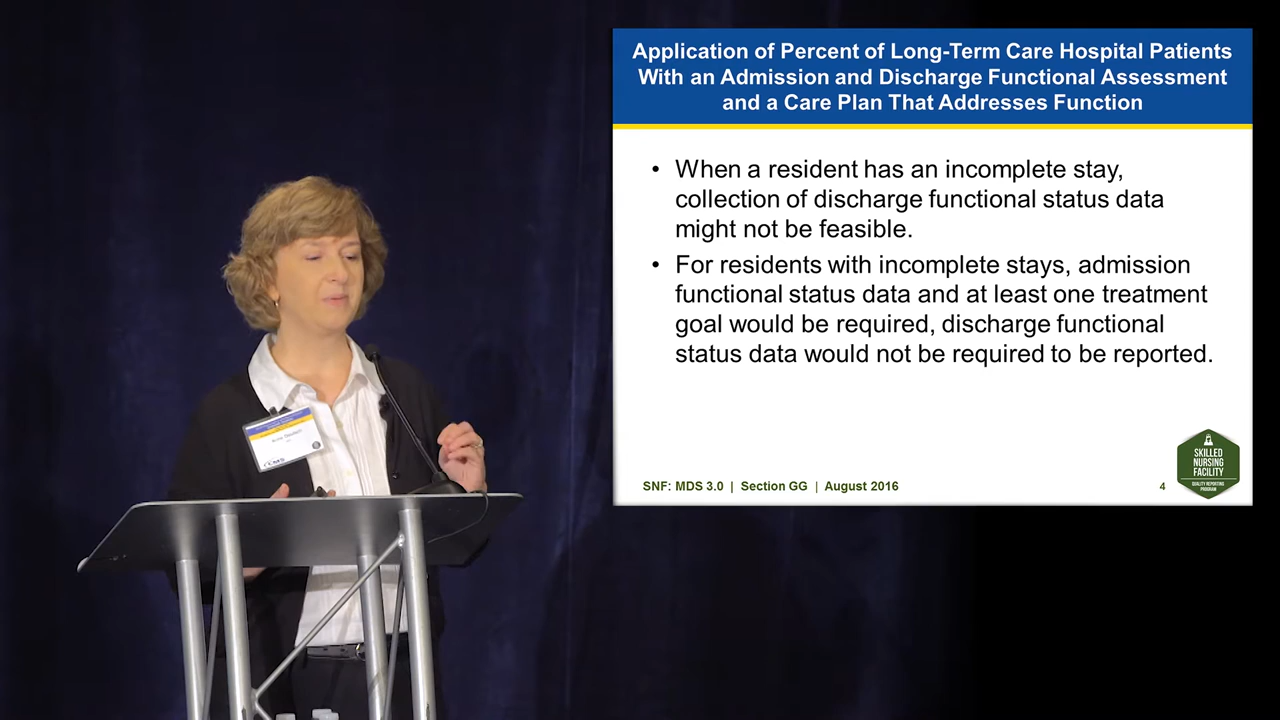 Application of Percent of Long-Term Care Hospital Patients
With an Admission and Discharge Functional Assessment
and a Care Plan That Addresses Function
• When a resident has an incomplete stay,
collection of discharge functional status data
might not be feasible.
• For residents with incomplete stays, admission
functional status data and at least one treatment
goal would be required, discharge functional
status data would not be required to be reported.
SNF: MDS 3.0 | Section GG | August 2016
4
SKILLED
NURSING
FACILITY
QUALITY REPORTING
PROGRAM